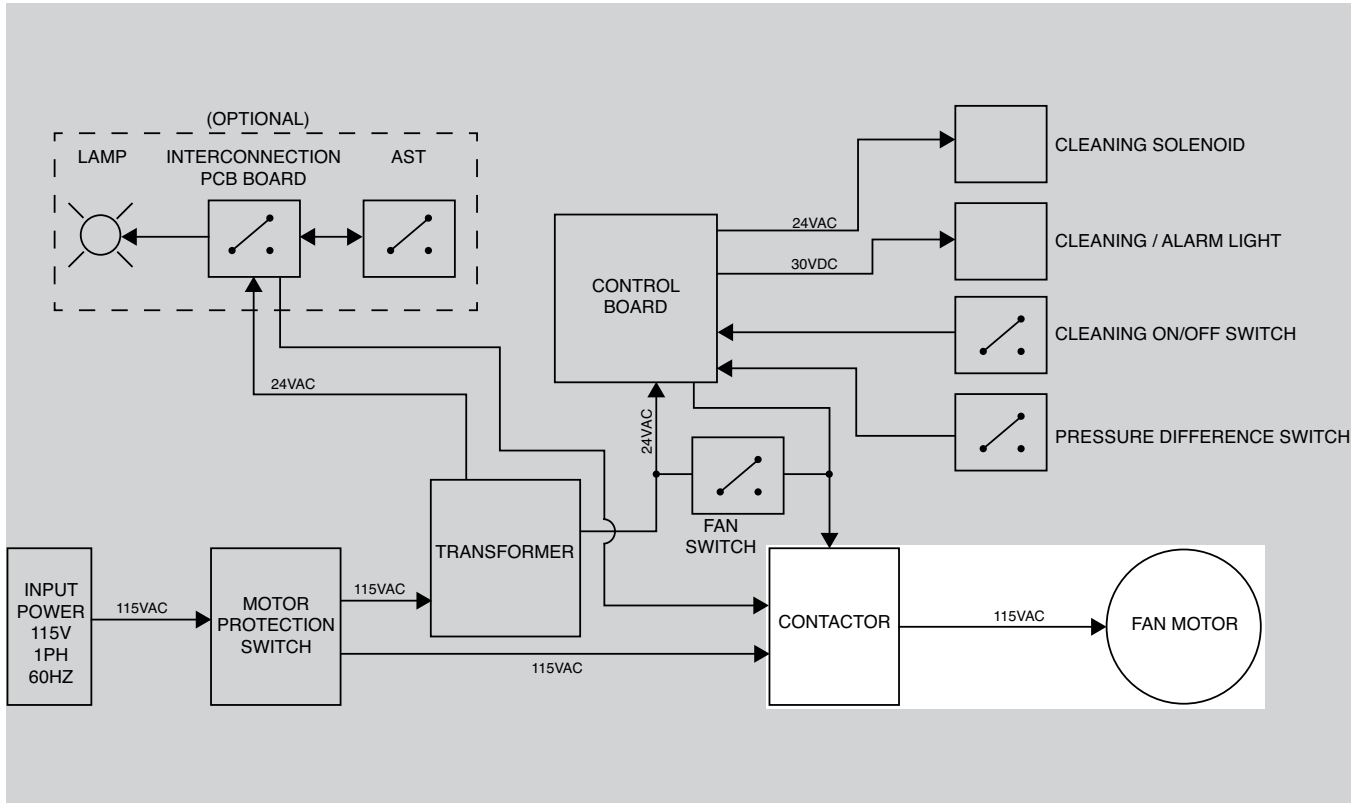 (OPTIONAL)
LAMP
INTERCONNECTION
PCB BOARD
AST
24VAC
CONTROL
BOARD
24VAC
30VDC
CLEANING SOLENOID
CLEANING / ALARM LIGHT
CLEANING ON/OFF SWITCH
PRESSURE DIFFERENCE SWITCH
24VAC
FAN
SWITCH
TRANSFORMER
INPUT
POWER
115V
1PH
60HZ
115VAC
MOTOR
PROTECTION
SWITCH
115VAC
115VAC
CONTACTOR
115VAC
FAN MOTOR